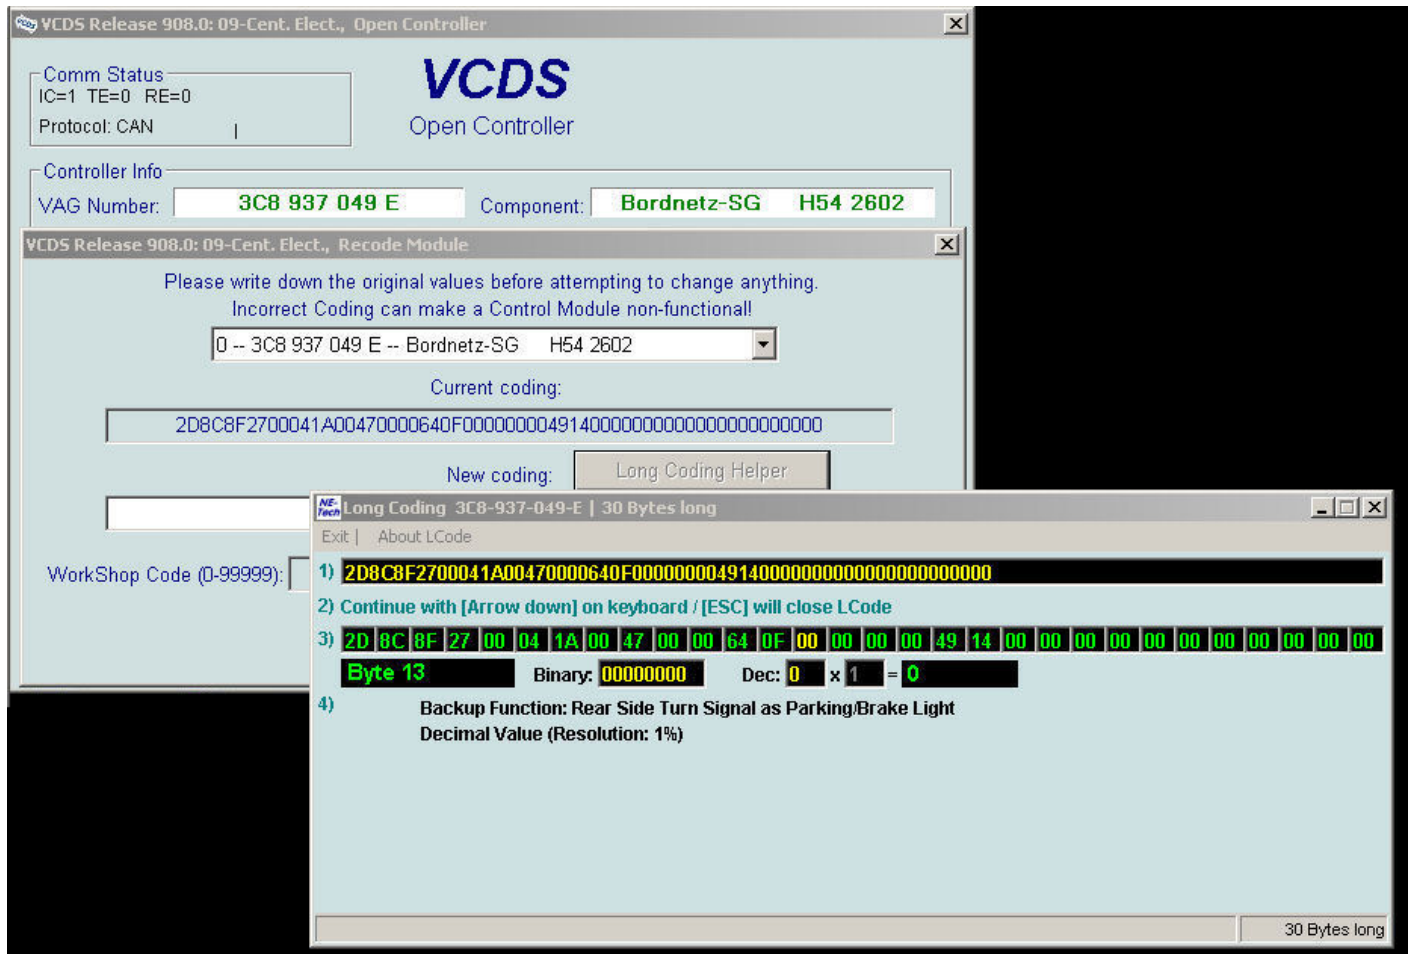 VCDS Release 908.0: 09-Cent. Elect., Open Controller
Comm Status
IC=1 TE=0 RE=0
Protocol: CAN |
VCDS
Open Controller
Controller Info
VAG Number: 3C8 937 049 E Component: Bordnetz-SG H54 2602
VCDS Release 908.0: 09-Cent. Elect., Recode Module
Please write down the original values before attempting to change anything.
Incorrect Coding can make a Control Module non-functional!
0 -- 3C8 937 049 E -- Bordnetz-SG H54 2602
Current coding:
2D8C8F2700041A00470000640F0000000049140000000000000000000000
New coding: Long Coding Helper
WorkShop Code (0-99999):
NE-Tech Long Coding 3C8-937-049-E | 30 Bytes long
Exit | About LCode
1) 2D8C8F2700041A00470000640F0000000049140000000000000000000000
2) Continue with [Arrow down] on keyboard / [ESC] will close LCode
3) 2D 8C 8F 27 00 04 1A 00 47 00 00 64 0F 00 00 00 00 49 14 00 00 00 00 00 00 00 00 00 00 00
Byte 13 Binary: 00000000 Dec: 0 x 1 = 0
4) Backup Function: Rear Side Turn Signal as Parking/Brake Light
Decimal Value (Resolution: 1%)
30 Bytes long